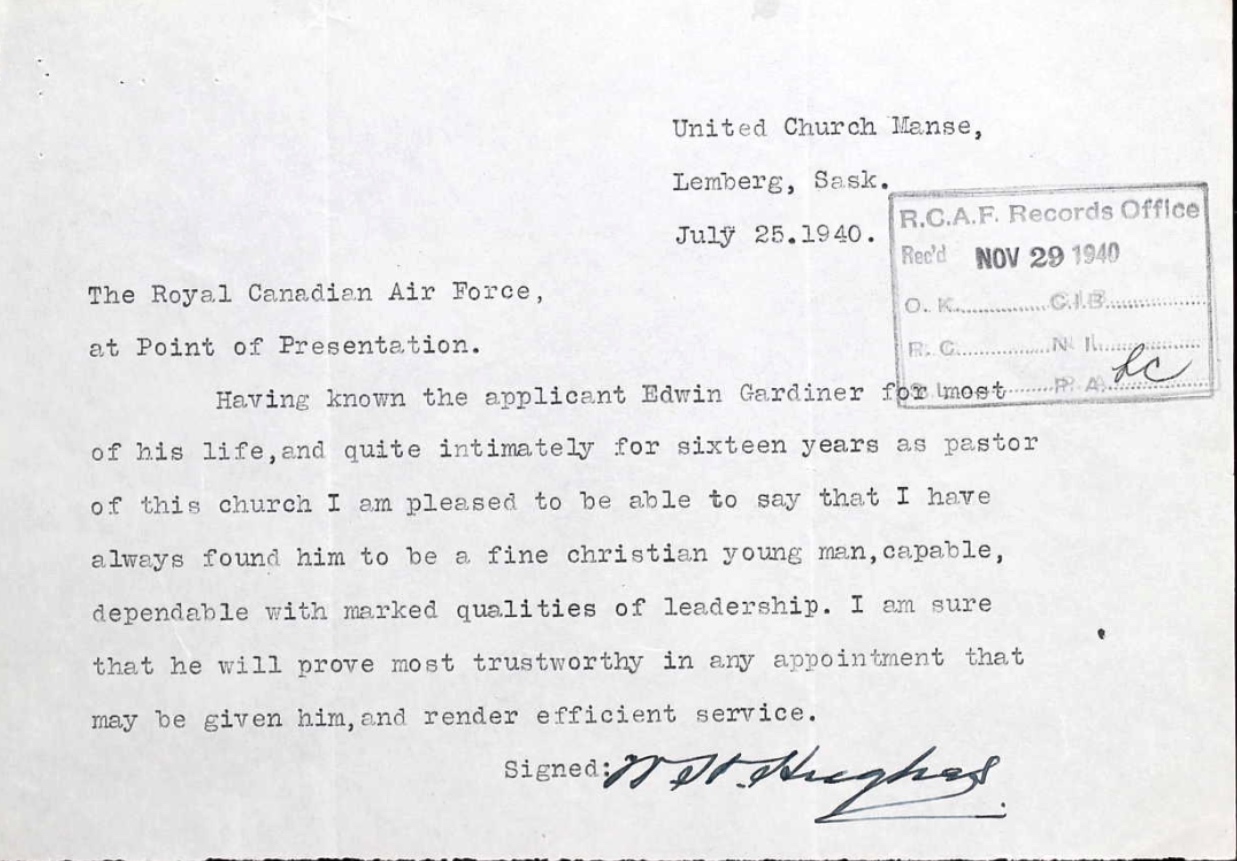 United Church Manse,
Lemberg, Sask.
July 25.1940.
R.C.A.F. Records Office
Rec'd NOV 29 1940
O. K.............C.I.B.............
R. C.............N I.............
P. A. LC
The Royal Canadian Air Force,
at Point of Presentation.
Having known the applicant Edwin Gardiner for most
of his life,and quite intimately for sixteen years as pastor
of this church I am pleased to be able to say that I have
always found him to be a fine christian young man,capable,
dependable with marked qualities of leadership. I am sure
that he will prove most trustworthy in any appointment that
may be given him,and render efficient service.
Signed: Hughes